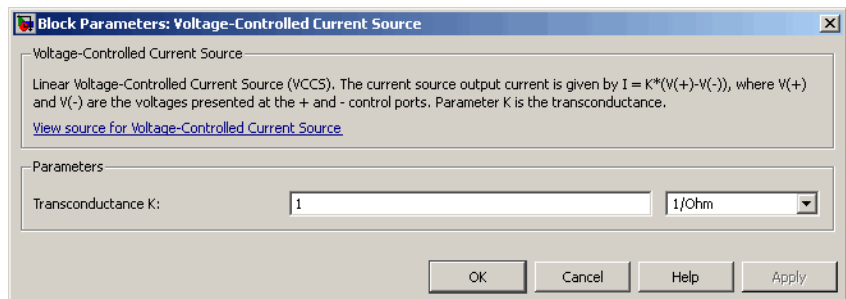 Block Parameters: Voltage-Controlled Current Source
Voltage-Controlled Current Source
Linear Voltage-Controlled Current Source (VCCS). The current source output current is given by I = K*(V(+)-V(-)), where V(+)
and V(-) are the voltages presented at the + and - control ports. Parameter K is the transconductance.
View source for Voltage-Controlled Current Source
Parameters
Transconductance K: 1 1/Ohm
OK Cancel Help Apply